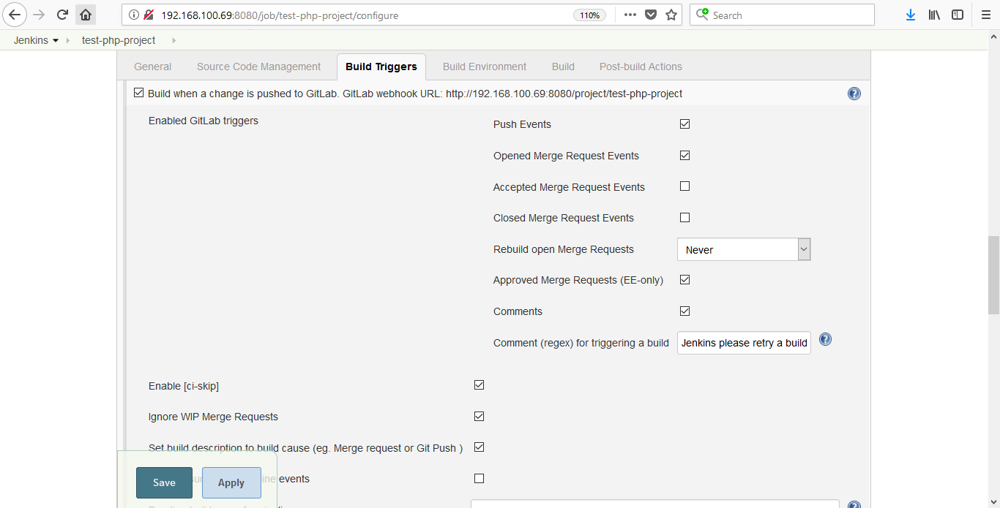 192.168.100.69:8080/job/test-php-project/configure
110%
Search
Jenkins
test-php-project
General
Source Code Management
Build Triggers
Build Environment
Build
Post-build Actions
Build when a change is pushed to GitLab. GitLab webhook URL: http://192.168.100.69:8080/project/test-php-project
Enabled GitLab triggers
Push Events
Opened Merge Request Events
Accepted Merge Request Events
Closed Merge Request Events
Rebuild open Merge Requests
Never
Approved Merge Requests (EE-only)
Comments
Comment (regex) for triggering a build
Jenkins please retry a build
Enable [ci-skip]
Ignore WIP Merge Requests
Set build description to build cause (eg. Merge request or Git Push )
events
Save
Apply